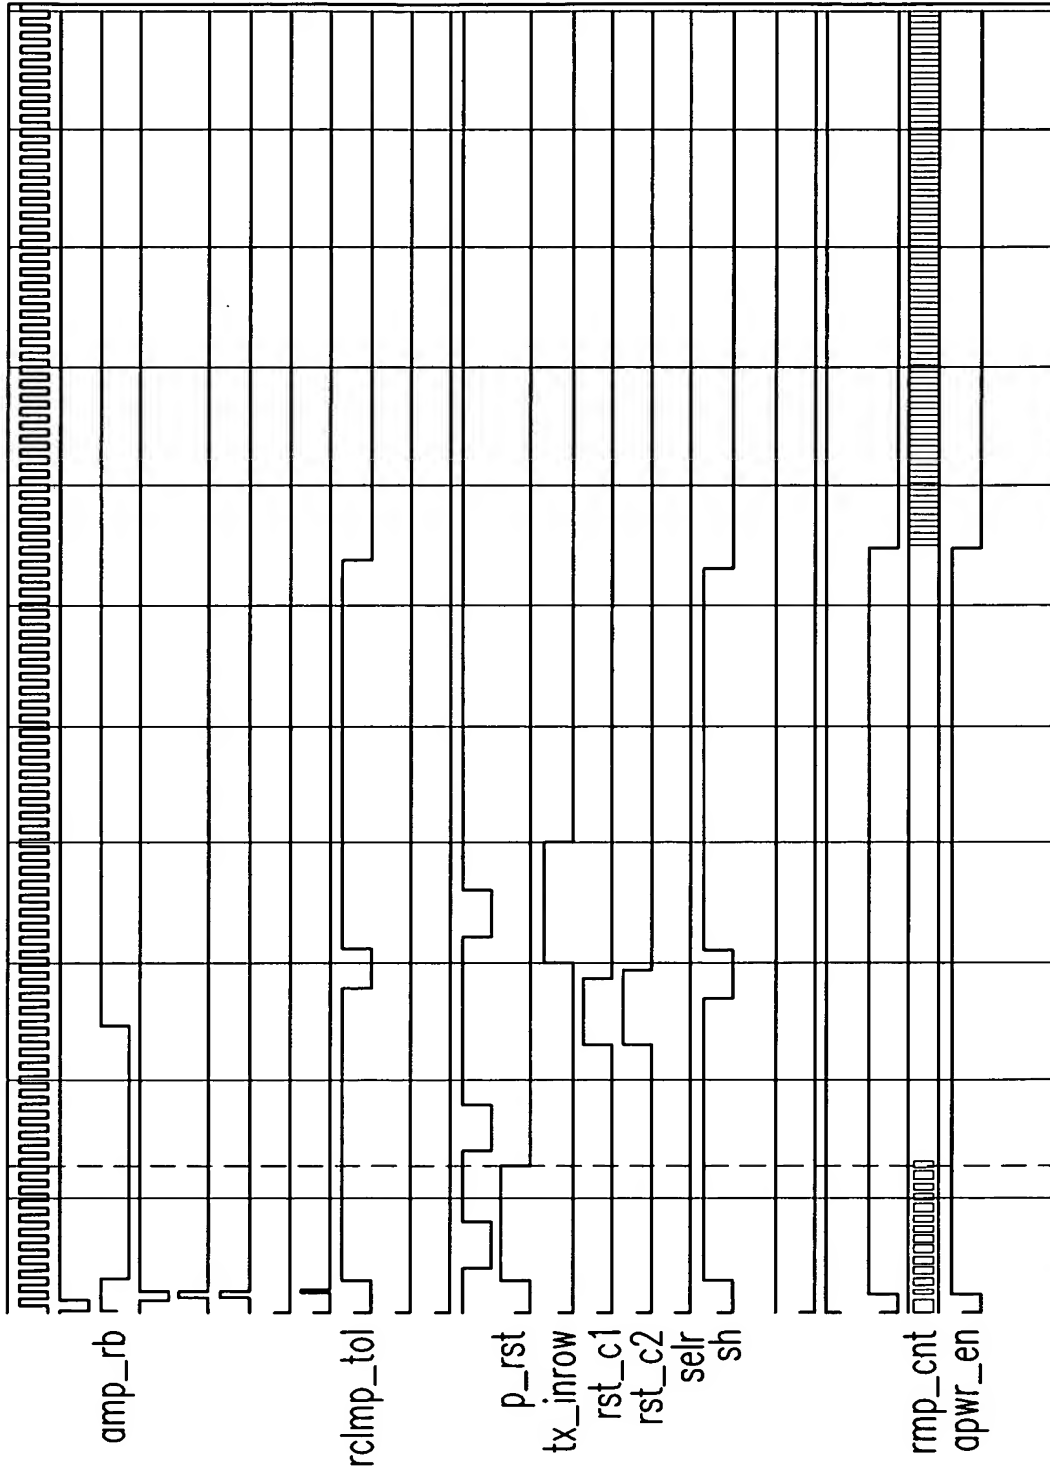 amp_rb
rclmp_tol
p_rst
tx_inrow
rst_c1
rst_c2
selr
sh
rmp_cnt
apwr_en